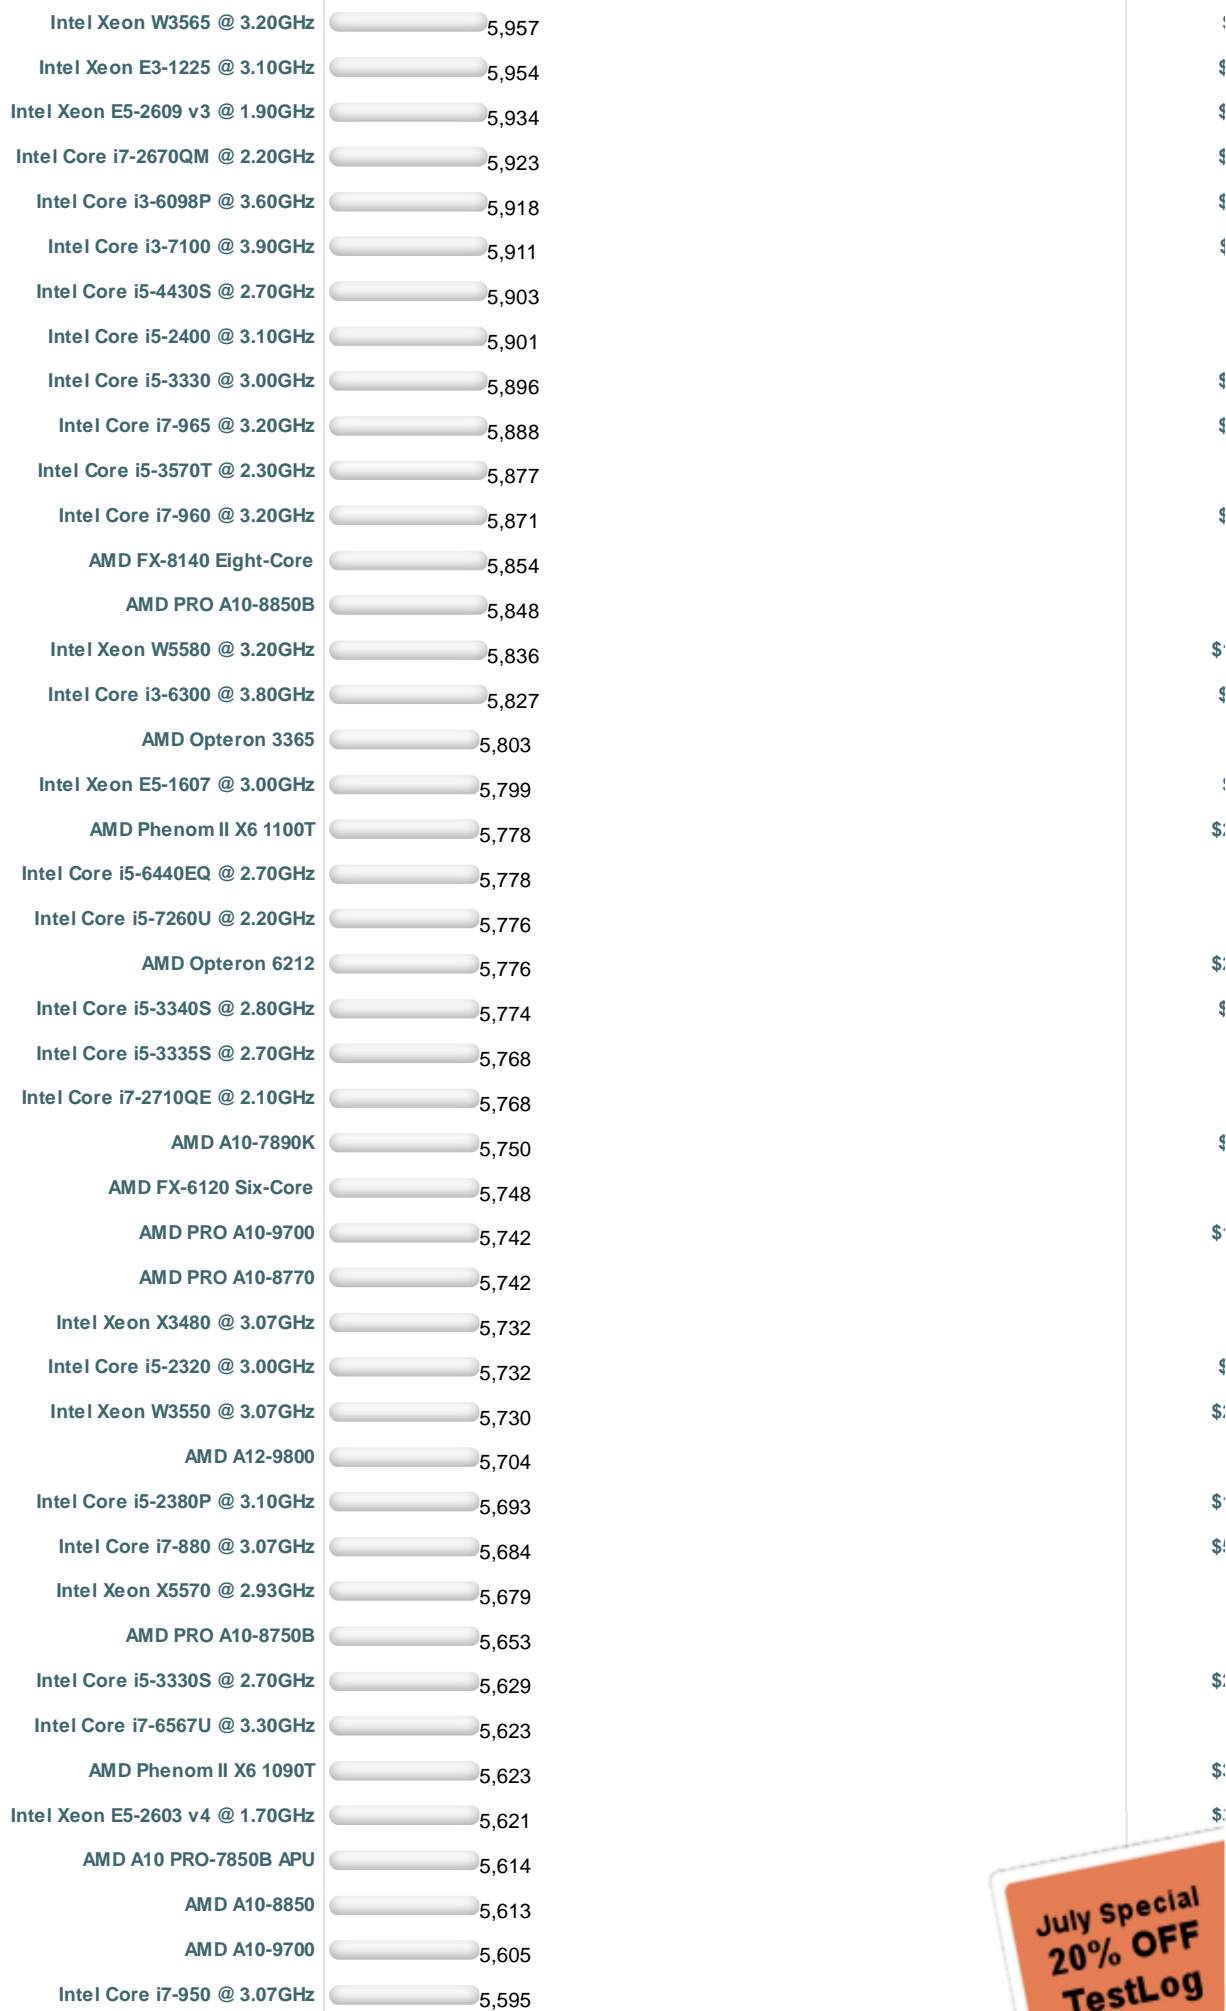 Intel Xeon W3565 @ 3.20GHz 5,957 $
Intel Xeon E3-1225 @ 3.10GHz 5,954 $
Intel Xeon E5-2609 v3 @ 1.90GHz 5,934 $
Intel Core i7-2670QM @ 2.20GHz 5,923 $
Intel Core i3-6098P @ 3.60GHz 5,918 $
Intel Core i3-7100 @ 3.90GHz 5,911 $
Intel Core i5-4430S @ 2.70GHz 5,903
Intel Core i5-2400 @ 3.10GHz 5,901
Intel Core i5-3330 @ 3.00GHz 5,896 $
Intel Core i7-965 @ 3.20GHz 5,888 $
Intel Core i5-3570T @ 2.30GHz 5,877
Intel Core i7-960 @ 3.20GHz 5,871 $
AMD FX-8140 Eight-Core 5,854
AMD PRO A10-8850B 5,848
Intel Xeon W5580 @ 3.20GHz 5,836 $1
Intel Core i3-6300 @ 3.80GHz 5,827 $
AMD Opteron 3365 5,803
Intel Xeon E5-1607 @ 3.00GHz 5,799 $
AMD Phenom II X6 1100T 5,778 $2
Intel Core i5-6440EQ @ 2.70GHz 5,778
Intel Core i5-7260U @ 2.20GHz 5,776
AMD Opteron 6212 5,776 $2
Intel Core i5-3340S @ 2.80GHz 5,774 $
Intel Core i5-3335S @ 2.70GHz 5,768
Intel Core i7-2710QE @ 2.10GHz 5,768
AMD A10-7890K 5,750 $
AMD FX-6120 Six-Core 5,748
AMD PRO A10-9700 5,742 $1
AMD PRO A10-8770 5,742
Intel Xeon X3480 @ 3.07GHz 5,732
Intel Core i5-2320 @ 3.00GHz 5,732 $
Intel Xeon W3550 @ 3.07GHz 5,730 $2
AMD A12-9800 5,704
Intel Core i5-2380P @ 3.10GHz 5,693 $1
Intel Core i7-880 @ 3.07GHz 5,684 $5
Intel Xeon X5570 @ 2.93GHz 5,679
AMD PRO A10-8750B 5,653
Intel Core i5-3330S @ 2.70GHz 5,629 $2
Intel Core i7-6567U @ 3.30GHz 5,623
AMD Phenom II X6 1090T 5,623 $3
Intel Xeon E5-2603 v4 @ 1.70GHz 5,621 $
AMD A10 PRO-7850B APU 5,614
AMD A10-8850 5,613
AMD A10-9700 5,605
Intel Core i7-950 @ 3.07GHz 5,595
July Special
20% OFF
TestLog